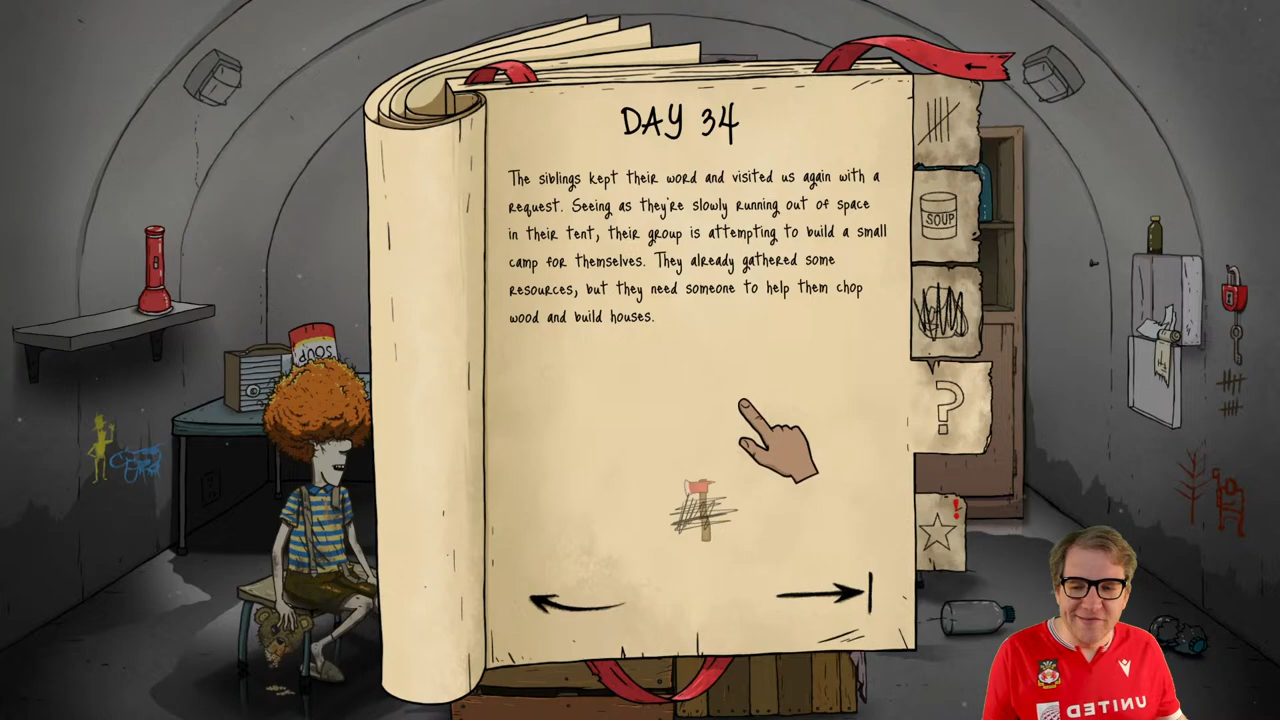 DAY 34
The siblings kept their word and visited us again with a
request. Seeing as they're slowly running out of space
in their tent, their group is attempting to build a small
camp for themselves. They already gathered some
resources, but they need someone to help them chop
wood and build houses.
SOUP
?
!
SOUP
UNITED